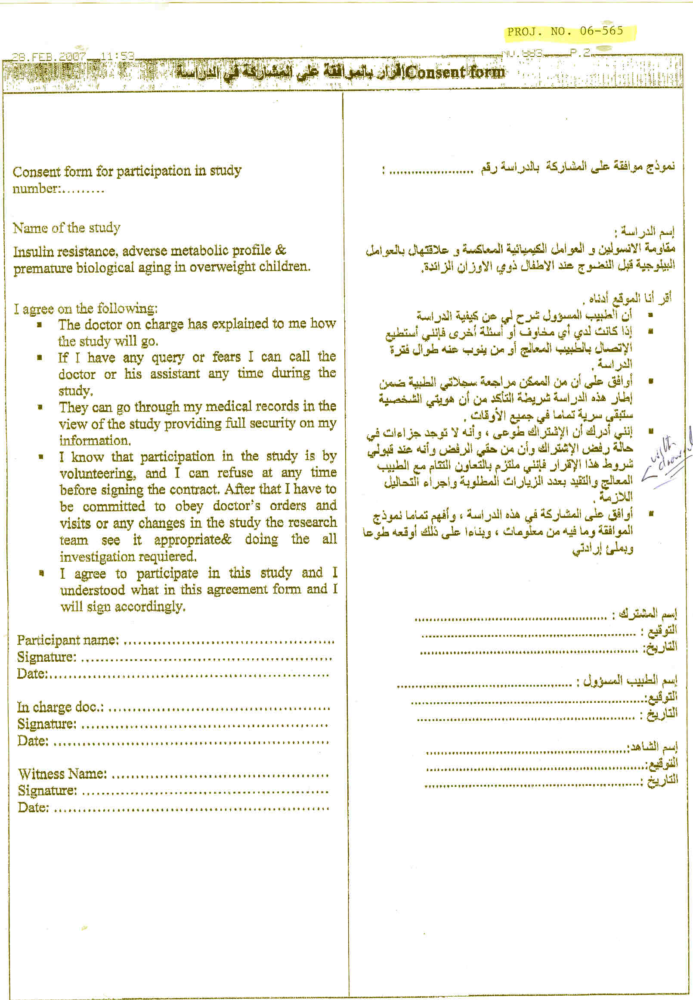 PROJ. NO. 06-565
28.FEB.2007 11:53
NO.883 P.2
إقرار بالموافقة على المشاركة في الدراسة Consent form
Consent form for participation in study
number:.........
Name of the study
Insulin resistance, adverse metabolic profile &
premature biological aging in overweight children.
I agree on the following:
▪ The doctor on charge has explained to me how
the study will go.
▪ If I have any query or fears I can call the
doctor or his assistant any time during the
study.
▪ They can go through my medical records in the
view of the study providing full security on my
information.
▪ I know that participation in the study is by
volunteering, and I can refuse at any time
before signing the contract. After that I have to
be committed to obey doctor's orders and
visits or any changes in the study the research
team see it appropriate& doing the all
investigation requiered.
▪ I agree to participate in this study and I
understood what in this agreement form and I
will sign accordingly.
Participant name: ............................................
Signature: ....................................................
Date:..........................................................
In charge doc.: ..............................................
Signature: ...................................................
Date: .........................................................
Witness Name: .............................................
Signature: ...................................................
Date: .........................................................
نموذج موافقة على المشاركة بالدراسة رقم ....................... :
إسم الدراسة :
مقاومة الانسولين و العوامل الكيميائية المعاكسة و علاقتهال بالعوامل
البيلوجية قبل النضوج عند الاطفال ذوي الاوزان الزائدة.
أقر أنا الموقع أدناه .
▪ أن الطبيب المسؤول شرح لي عن كيفية الدراسة
▪ إذا كانت لدي أي مخاوف أو أسئلة أخرى فإنني أستطيع
الإتصال بالطبيب المعالج أو من ينوب عنه طوال فترة
الدراسة .
▪ أوافق على أن من الممكن مراجعة سجلاتي الطبية ضمن
إطار هذه الدراسة شريطة التأكد من أن هويتي الشخصية
ستبقى سرية تماما في جميع الأوقات .
▪ إنني أدرك أن الإشتراك طوعى ، وأنه لا توجد جزاءات في
حالة رفض الإشتراك وأن من حقي الرفض وأنه عند قبولي
شروط هذا الإقرار فإنني ملتزم بالتعاون التتام مع الطبيب
المعالج والتقيد بعدد الزيارات المطلوبة واجراء التحاليل
اللازمة .
▪ أوافق على المشاركة في هذه الدراسة ، وأفهم تماما نموذج
الموافقة وما فيه من معلومات ، وبناءا على ذلك أوقعه طوعا
وبملئ إرادتي
إسم المشترك : .....................................................
التوقيع : ...........................................................
التاريخ: ............................................................
إسم الطبيب المسؤول : ................................................
التوقيع:................................................................
التاريخ : ............................................................
إسم الشاهد:.......................................................
التوقيع:............................................................
التاريخ :...........................................................